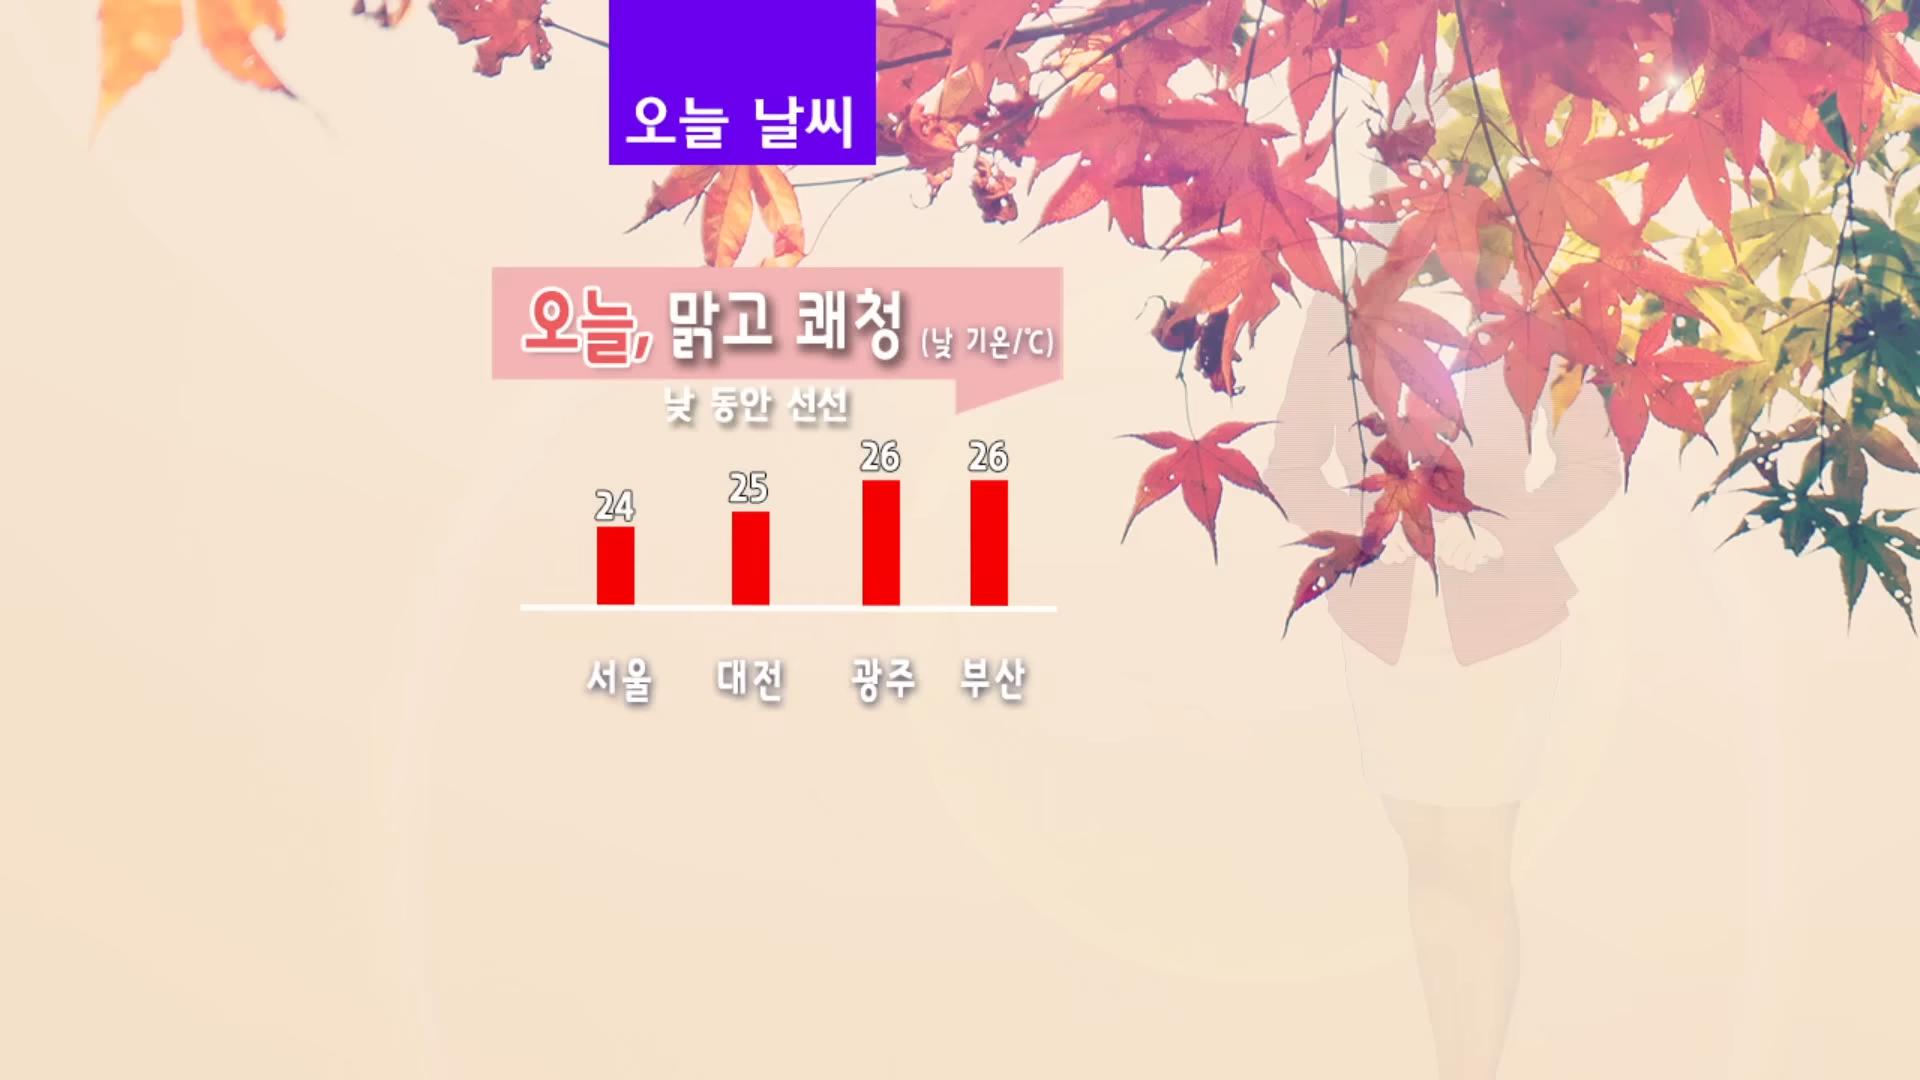 오늘 날씨
오늘, 맑고 쾌청 (낮 기온/℃)
낮 동안 선선
24 25 26 26
서울 대전 광주 부산